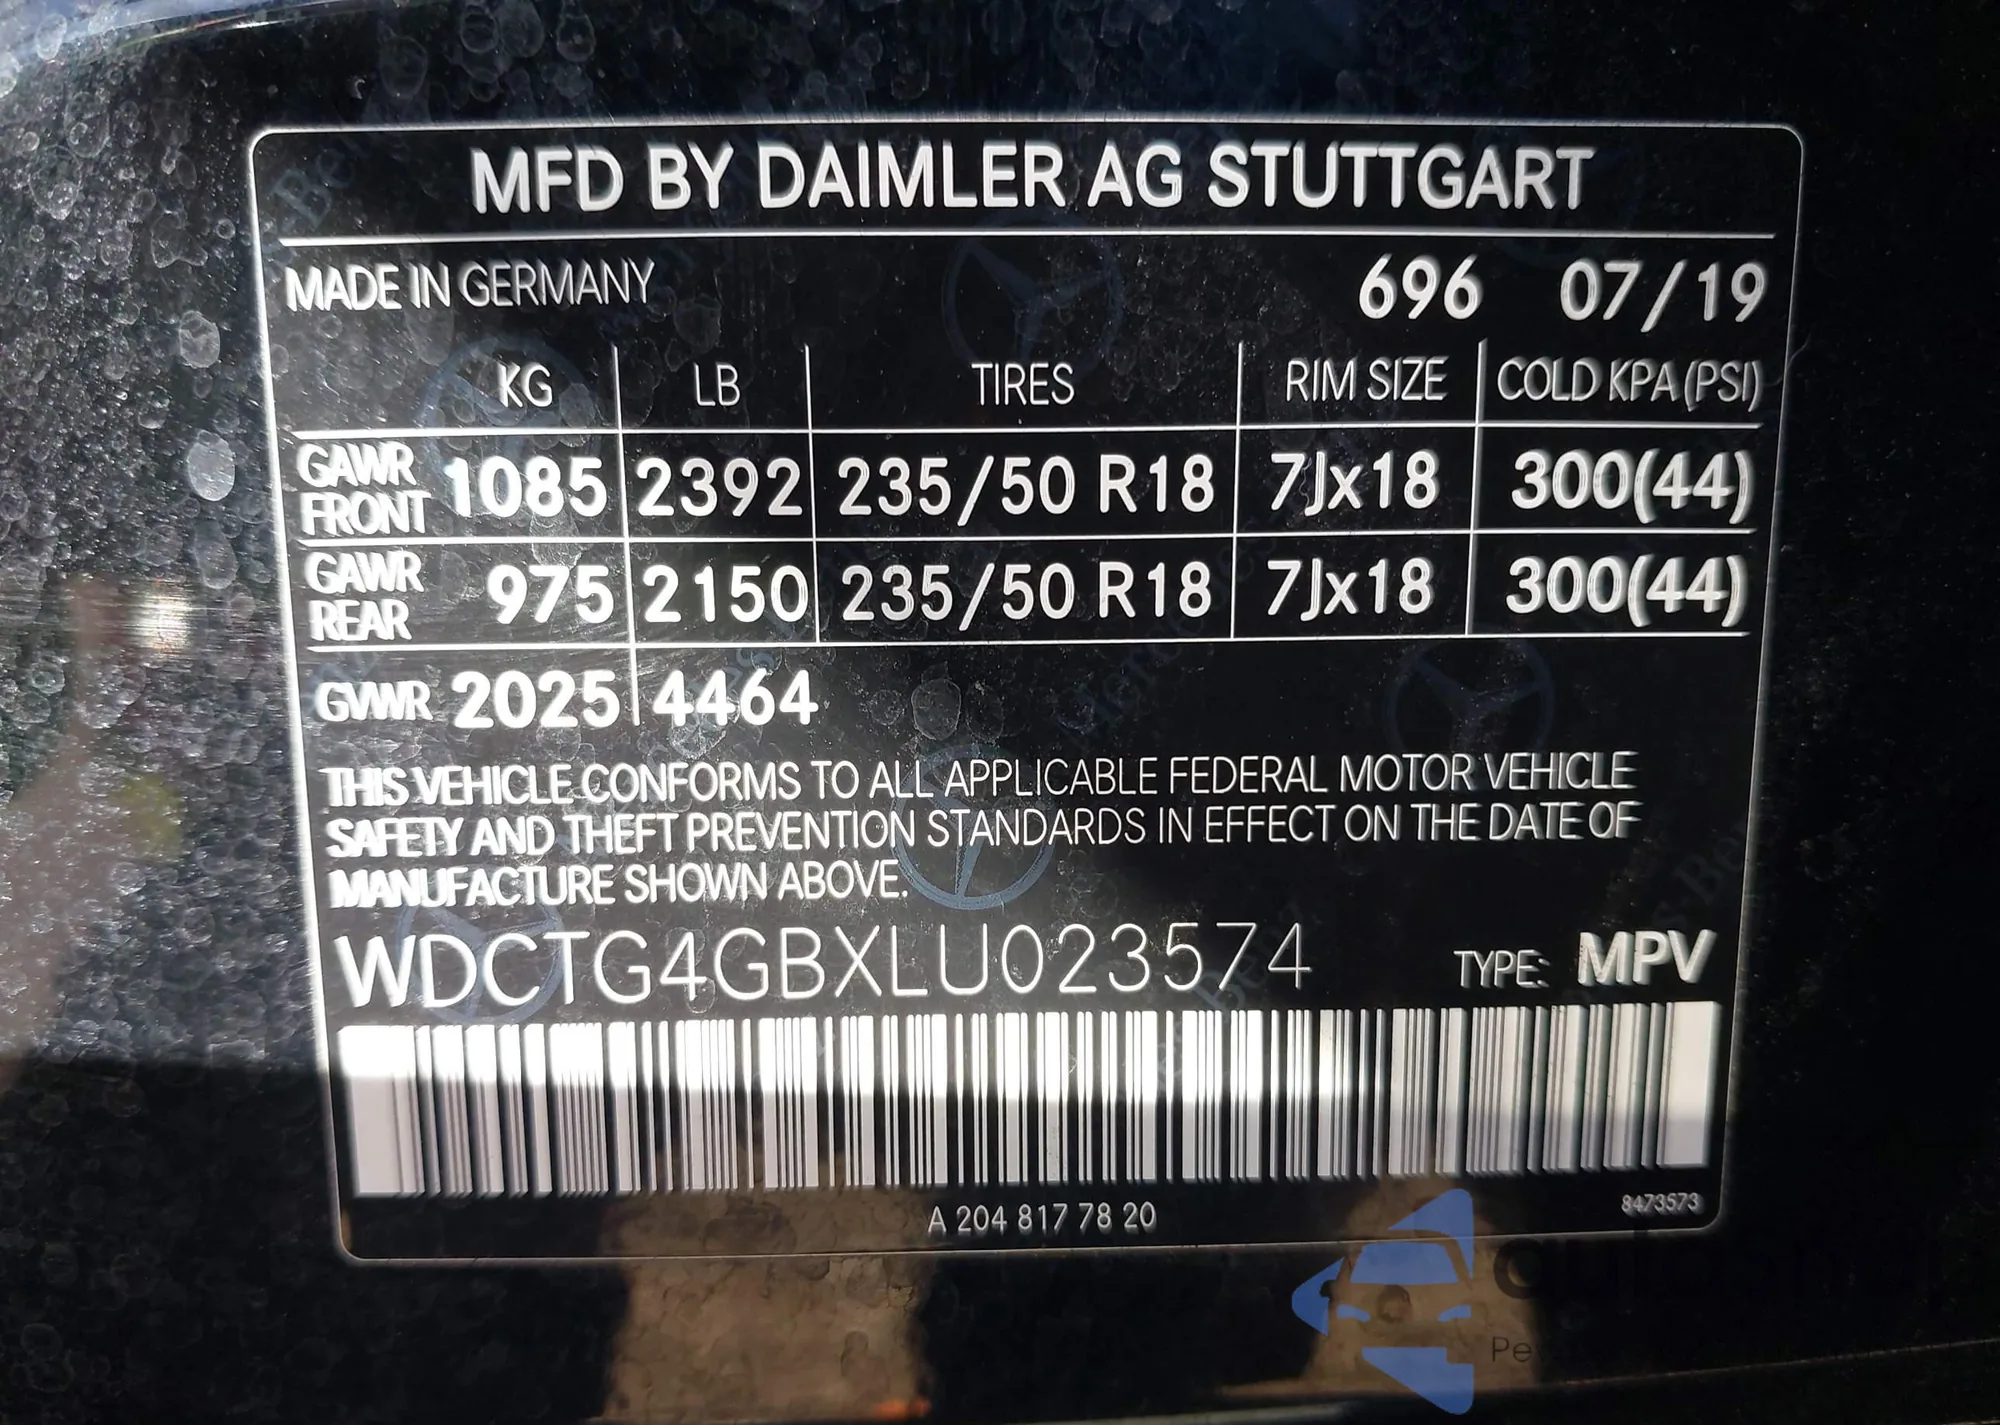 MFD BY DAIMLER AG STUTTGART
MADE IN GERMANY 696 07/19
KG LB TIRES RIM SIZE COLD KPA (PSI)
GAWR FRONT 1085 2392 235/50 R18 7Jx18 300(44)
GAWR REAR 975 2150 235/50 R18 7Jx18 300(44)
GVWR 2025 4464
THIS VEHICLE CONFORMS TO ALL APPLICABLE FEDERAL MOTOR VEHICLE
SAFETY AND THEFT PREVENTION STANDARDS IN EFFECT ON THE DATE OF
MANUFACTURE SHOWN ABOVE.
WDCTG4GBXLU023574 TYPE: MPV
A 204 817 78 20
8473573